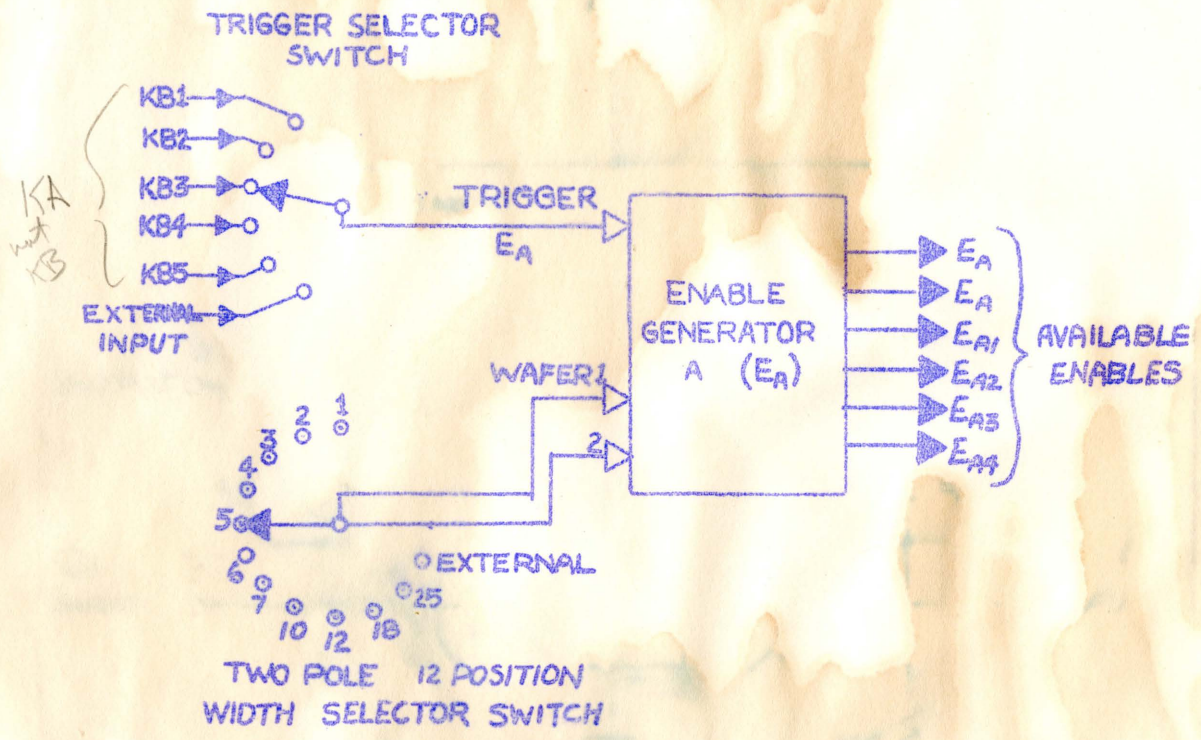 TRIGGER SELECTOR
SWITCH
KB1
KB2
KB3
KB4
KB5
EXTERNAL
INPUT
KA
not
KB
TRIGGER
EA
WAFER 1
2
ENABLE
GENERATOR
A (EA)
EA
EA
EA1
EA2
EA3
EA4
AVAILABLE
ENABLES
1
2
3
4
5
6
7
10
12
18
25
EXTERNAL
TWO POLE 12 POSITION
WIDTH SELECTOR SWITCH